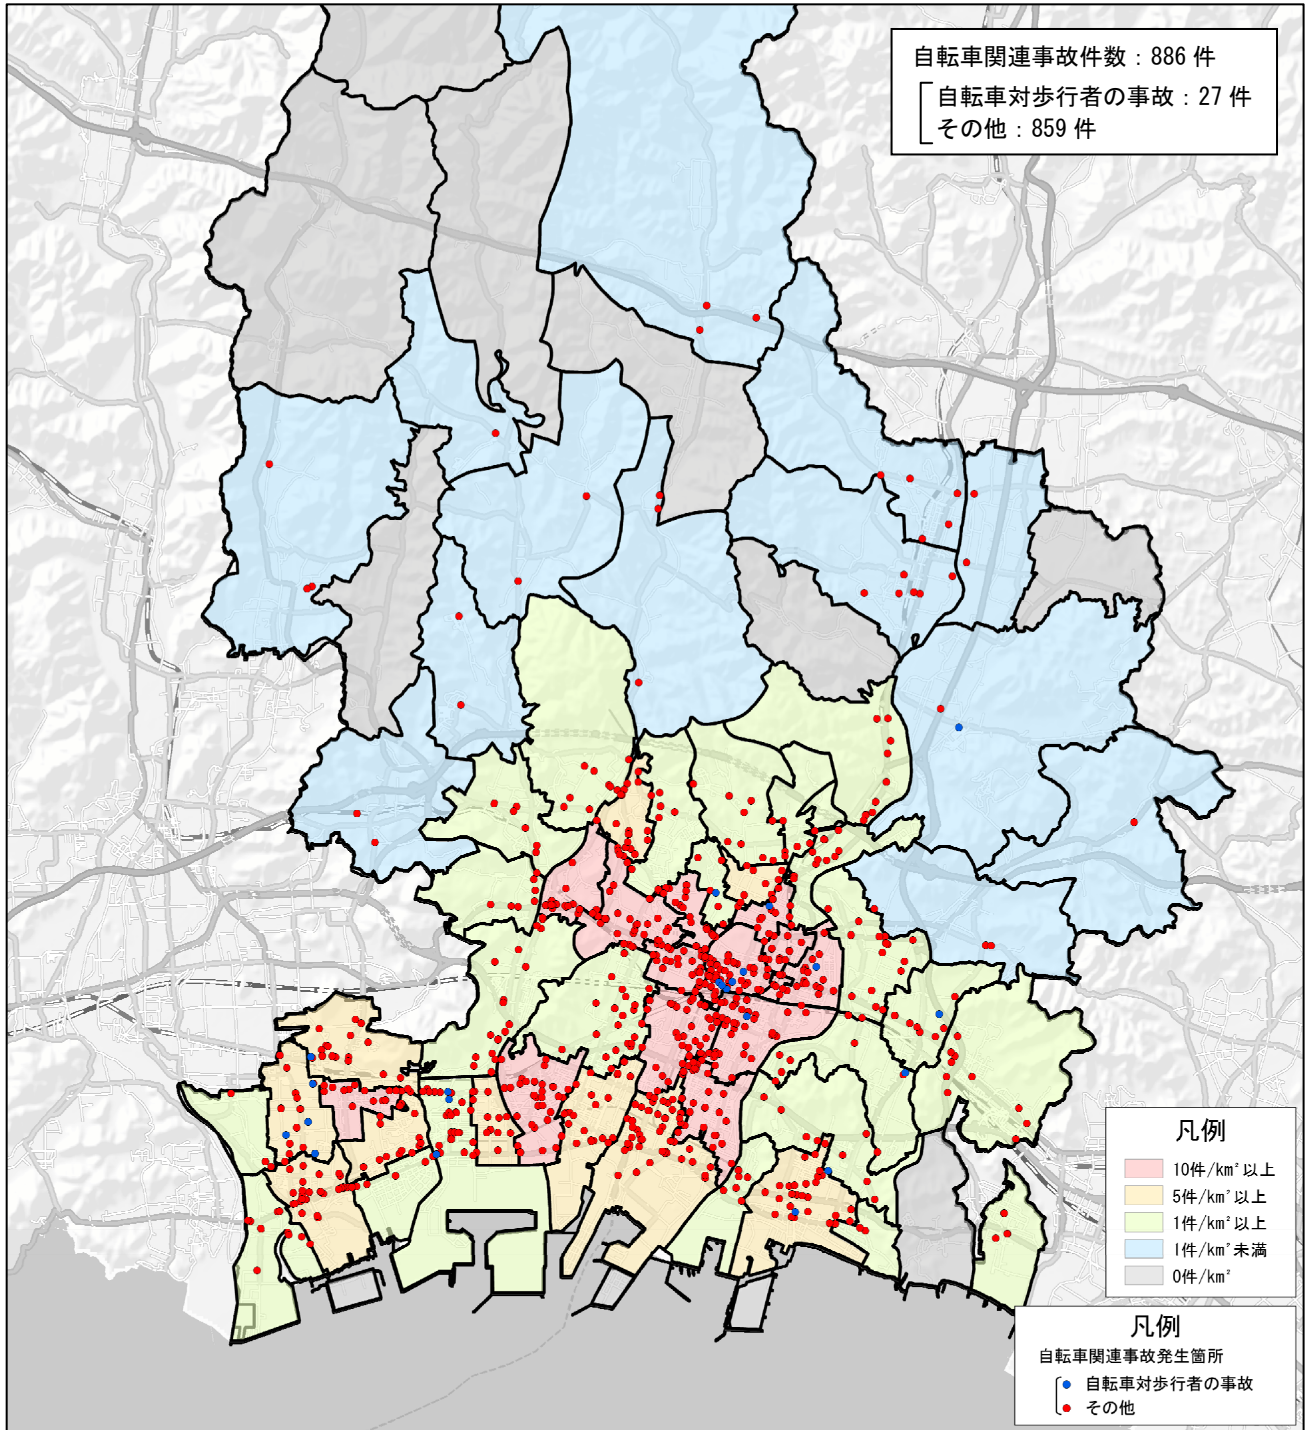 自転車関連事故件数：886 件
自転車対歩行者の事故：27 件
その他：859 件
凡例
10件/km²以上
5件/km²以上
1件/km²以上
1件/km²未満
0件/km²
凡例
自転車関連事故発生箇所
自転車対歩行者の事故
その他